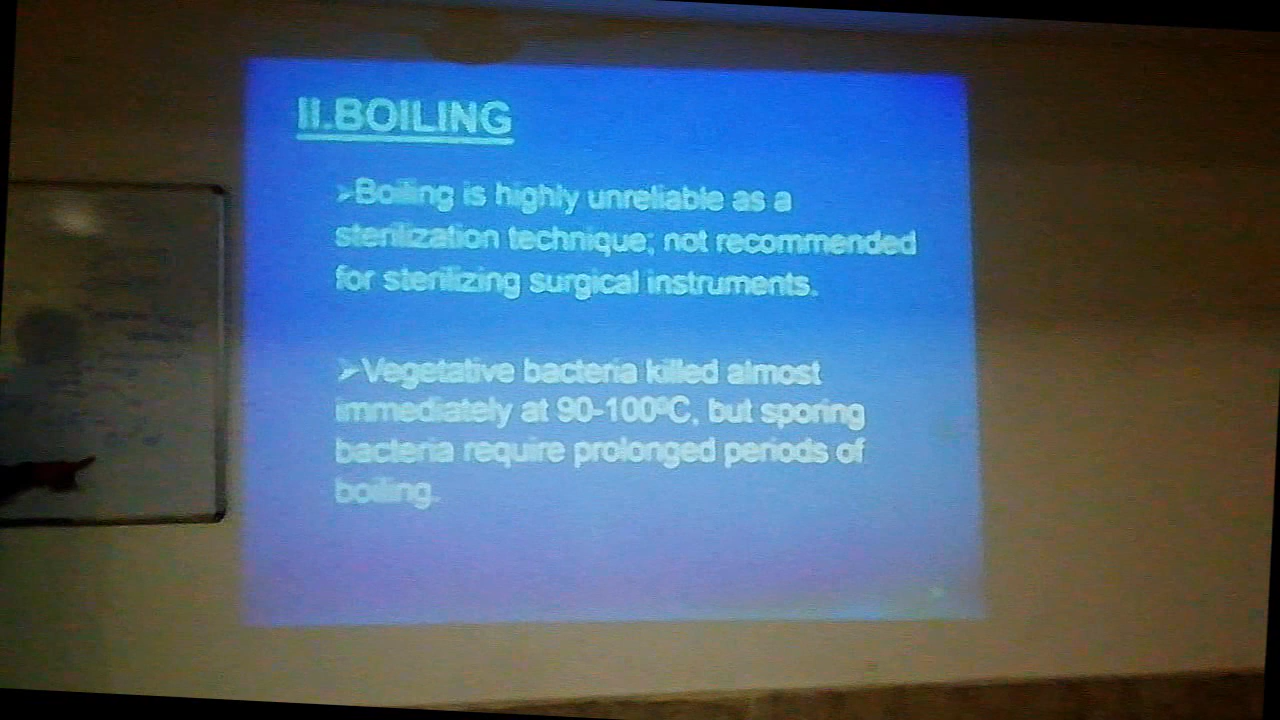 II.BOILING
➢Boiling is highly unreliable as a
sterilization technique; not recommended
for sterilizing surgical instruments.
➢Vegetative bacteria killed almost
immediately at 90-100ºC, but sporing
bacteria require prolonged periods of
boiling.